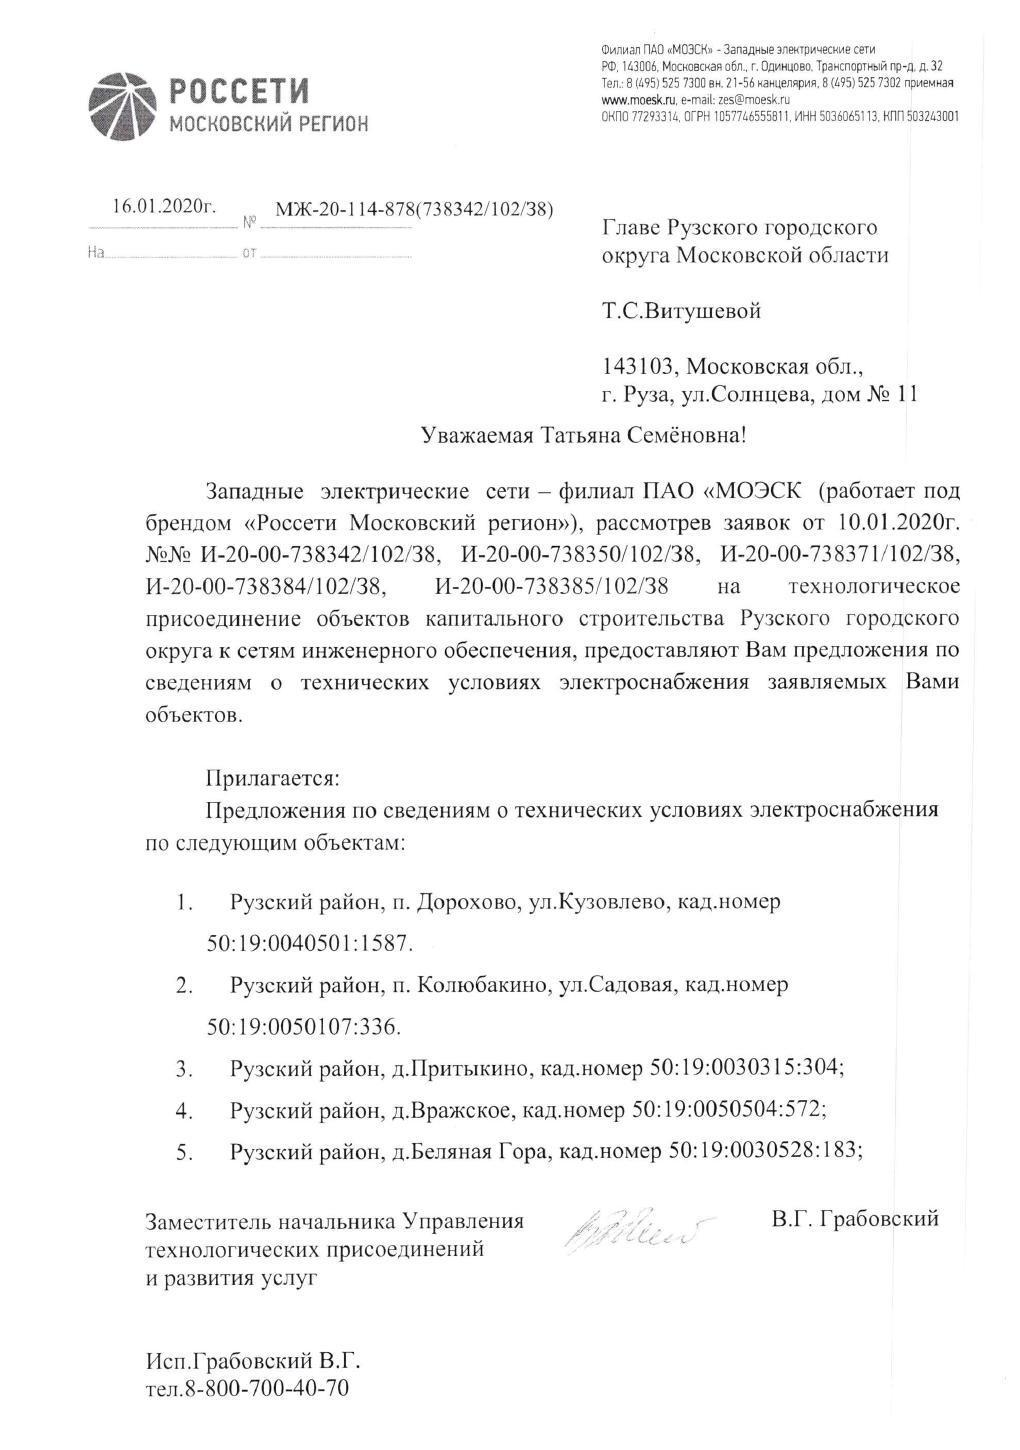 Филиал ПАО «МОЭСК» - Западные электрические сети
РФ, 143006, Московская обл., г. Одинцово, Транспортный пр-д, д. 32
Тел.: 8 (495) 525 7300 вн. 21-56 канцелярия, 8 (495) 525 7302 приемная
www.moesk.ru, e-mail: zes@moesk.ru
ОКПО 77293314, ОГРН 1057746555811, ИНН 5036065113, КПП 503243001
РОССЕТИ
МОСКОВСКИЙ РЕГИОН
16.01.2020г. № МЖ-20-114-878(738342/102/38)
На от
Главе Рузского городского
округа Московской области
Т.С.Витушевой
143103, Московская обл.,
г. Руза, ул.Солнцева, дом № 11
Уважаемая Татьяна Семёновна!
Западные электрические сети – филиал ПАО «МОЭСК (работает под
брендом «Россети Московский регион»), рассмотрев заявок от 10.01.2020г.
№№ И-20-00-738342/102/38, И-20-00-738350/102/38, И-20-00-738371/102/38,
И-20-00-738384/102/38, И-20-00-738385/102/38 на технологическое
присоединение объектов капитального строительства Рузского городского
округа к сетям инженерного обеспечения, предоставляют Вам предложения по
сведениям о технических условиях электроснабжения заявляемых Вами
объектов.
Прилагается:
Предложения по сведениям о технических условиях электроснабжения
по следующим объектам:
1. Рузский район, п. Дорохово, ул.Кузовлево, кад.номер
50:19:0040501:1587.
2. Рузский район, п. Колюбакино, ул.Садовая, кад.номер
50:19:0050107:336.
3. Рузский район, д.Притыкино, кад.номер 50:19:0030315:304;
4. Рузский район, д.Вражское, кад.номер 50:19:0050504:572;
5. Рузский район, д.Беляная Гора, кад.номер 50:19:0030528:183;
Заместитель начальника Управления
технологических присоединений
и развития услуг
В.Г. Грабовский
Исп.Грабовский В.Г.
тел.8-800-700-40-70